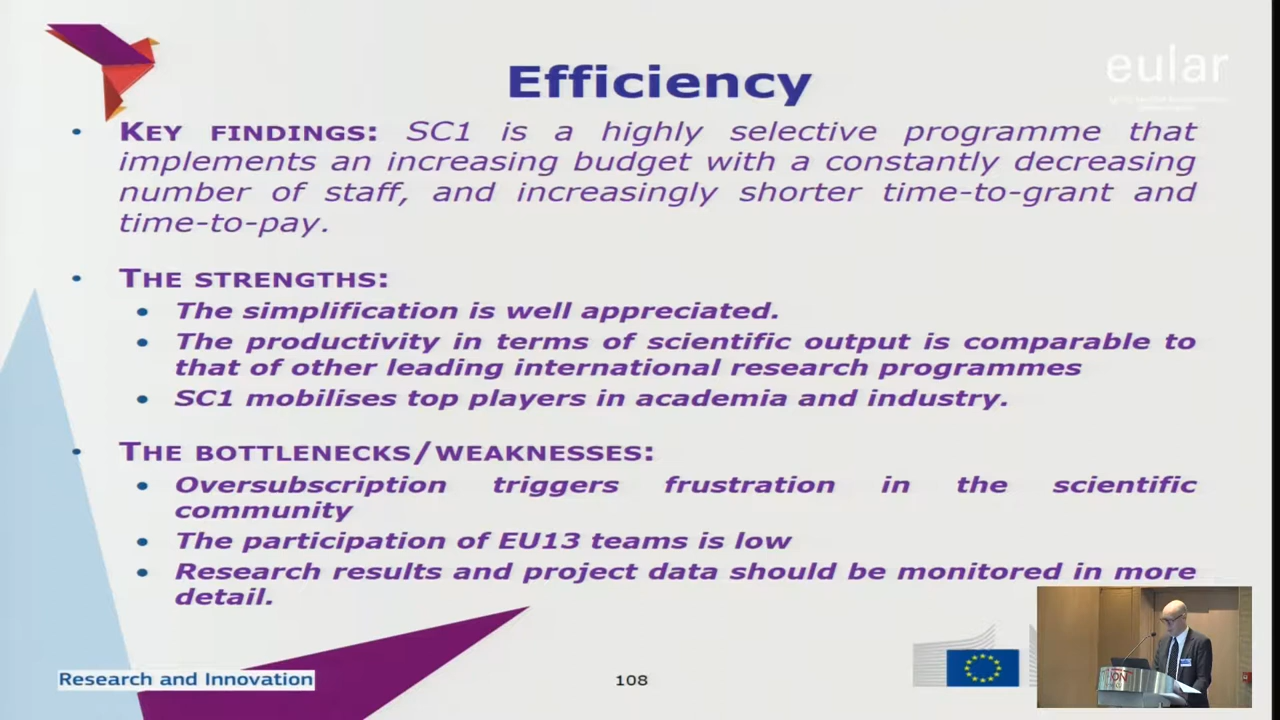 eular
Efficiency
• KEY FINDINGS: SC1 is a highly selective programme that
implements an increasing budget with a constantly decreasing
number of staff, and increasingly shorter time-to-grant and
time-to-pay.
• THE STRENGTHS:
• The simplification is well appreciated.
• The productivity in terms of scientific output is comparable to
that of other leading international research programmes
• SC1 mobilises top players in academia and industry.
• THE BOTTLENECKS/WEAKNESSES:
• Oversubscription triggers frustration in the scientific
community
• The participation of EU13 teams is low
• Research results and project data should be monitored in more
detail.
Research and Innovation
108